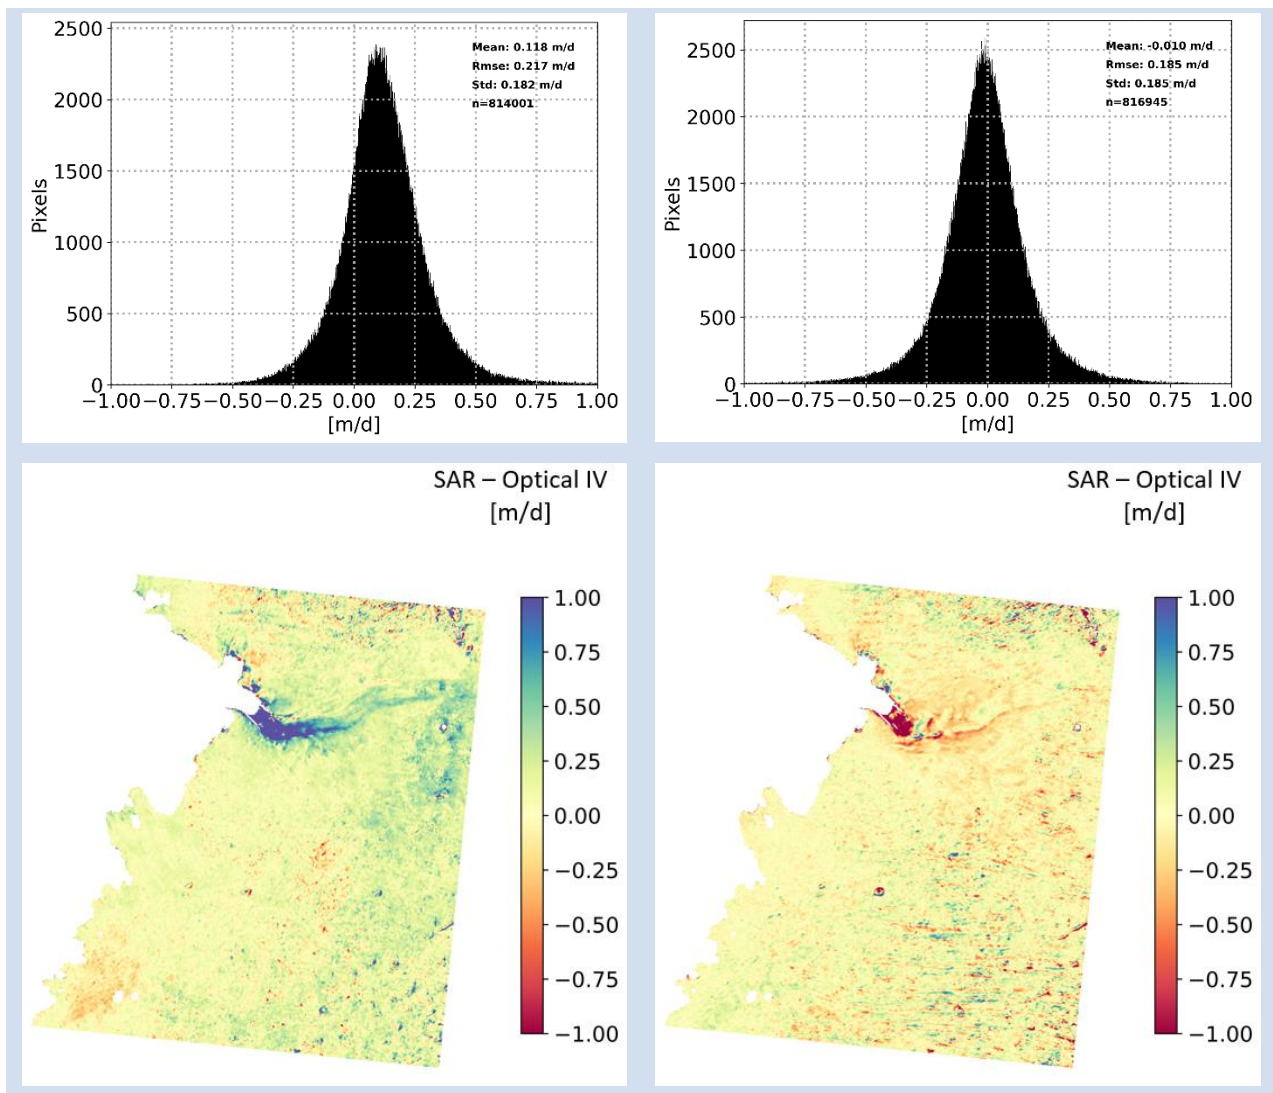 2500
2000
1500
1000
500
0
Pixels
Mean: 0.118 m/d
Rmse: 0.217 m/d
Std: 0.182 m/d
n=814001
−1.00 −0.75 −0.50 −0.25 0.00 0.25 0.50 0.75 1.00
[m/d]
2500
2000
1500
1000
500
0
Pixels
Mean: -0.010 m/d
Rmse: 0.185 m/d
Std: 0.185 m/d
n=816945
−1.00 −0.75 −0.50 −0.25 0.00 0.25 0.50 0.75 1.00
[m/d]
SAR – Optical IV
[m/d]
1.00
0.75
0.50
0.25
0.00
−0.25
−0.50
−0.75
−1.00
SAR – Optical IV
[m/d]
1.00
0.75
0.50
0.25
0.00
−0.25
−0.50
−0.75
−1.00